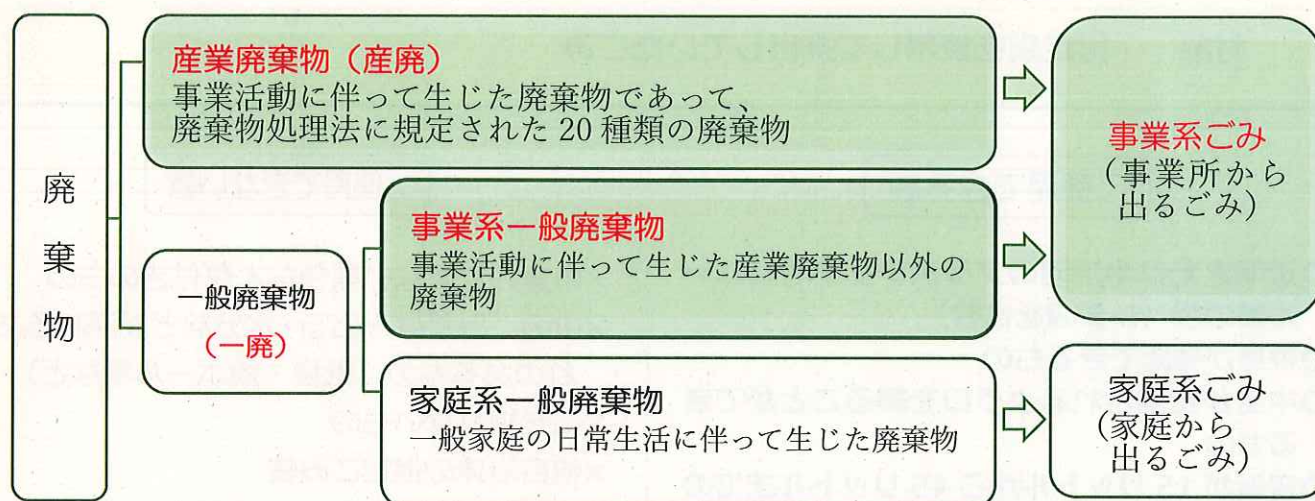 廃棄物
産業廃棄物（産廃）
事業活動に伴って生じた廃棄物であって、
廃棄物処理法に規定された 20 種類の廃棄物
一般廃棄物
（一廃）
事業系一般廃棄物
事業活動に伴って生じた産業廃棄物以外の
廃棄物
家庭系一般廃棄物
一般家庭の日常生活に伴って生じた廃棄物
事業系ごみ
（事業所から
出るごみ）
家庭系ごみ
（家庭から
出るごみ）